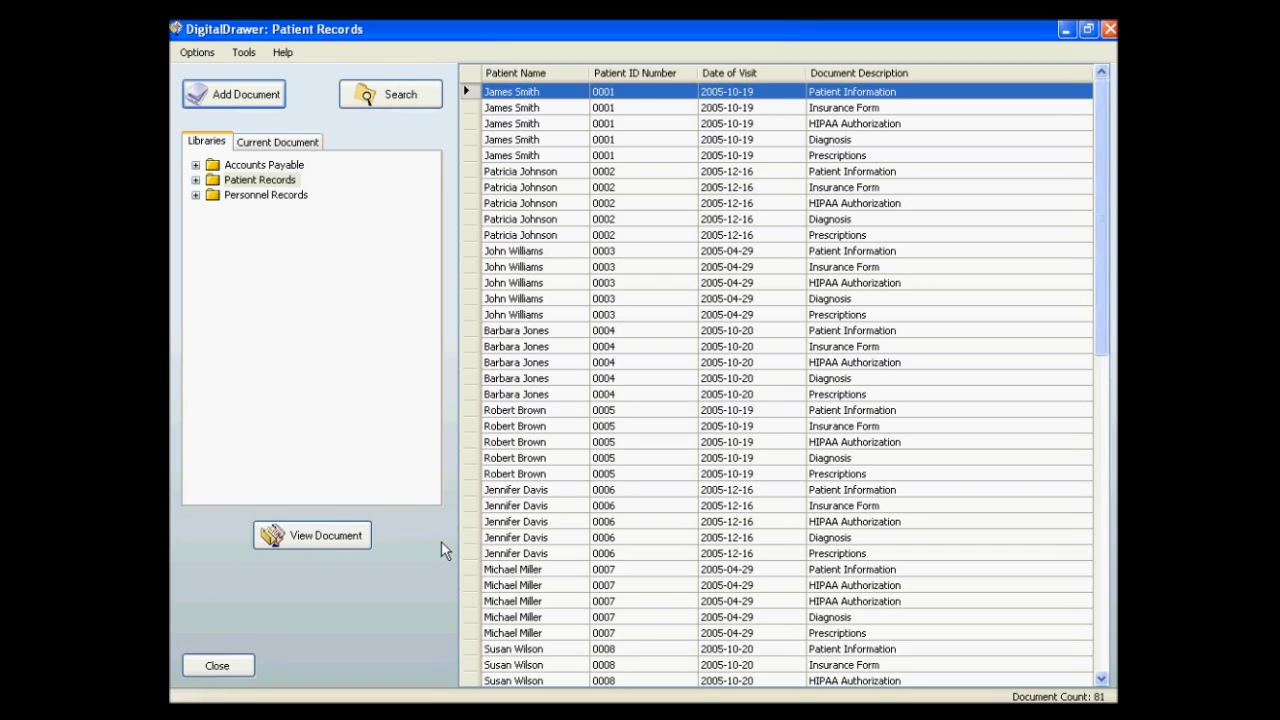 DigitalDrawer: Patient Records
Options Tools Help
Add Document Search
Libraries Current Document
Accounts Payable
Patient Records
Personnel Records
View Document
Close
Patient Name Patient ID Number Date of Visit Document Description
James Smith 0001 2005-10-19 Patient Information
James Smith 0001 2005-10-19 Insurance Form
James Smith 0001 2005-10-19 HIPAA Authorization
James Smith 0001 2005-10-19 Diagnosis
James Smith 0001 2005-10-19 Prescriptions
Patricia Johnson 0002 2005-12-16 Patient Information
Patricia Johnson 0002 2005-12-16 Insurance Form
Patricia Johnson 0002 2005-12-16 HIPAA Authorization
Patricia Johnson 0002 2005-12-16 Diagnosis
Patricia Johnson 0002 2005-12-16 Prescriptions
John Williams 0003 2005-04-29 Patient Information
John Williams 0003 2005-04-29 Insurance Form
John Williams 0003 2005-04-29 HIPAA Authorization
John Williams 0003 2005-04-29 Diagnosis
John Williams 0003 2005-04-29 Prescriptions
Barbara Jones 0004 2005-10-20 Patient Information
Barbara Jones 0004 2005-10-20 Insurance Form
Barbara Jones 0004 2005-10-20 HIPAA Authorization
Barbara Jones 0004 2005-10-20 Diagnosis
Barbara Jones 0004 2005-10-20 Prescriptions
Robert Brown 0005 2005-10-19 Patient Information
Robert Brown 0005 2005-10-19 Insurance Form
Robert Brown 0005 2005-10-19 HIPAA Authorization
Robert Brown 0005 2005-10-19 Diagnosis
Robert Brown 0005 2005-10-19 Prescriptions
Jennifer Davis 0006 2005-12-16 Patient Information
Jennifer Davis 0006 2005-12-16 Insurance Form
Jennifer Davis 0006 2005-12-16 HIPAA Authorization
Jennifer Davis 0006 2005-12-16 Diagnosis
Jennifer Davis 0006 2005-12-16 Prescriptions
Michael Miller 0007 2005-04-29 Patient Information
Michael Miller 0007 2005-04-29 HIPAA Authorization
Michael Miller 0007 2005-04-29 HIPAA Authorization
Michael Miller 0007 2005-04-29 Diagnosis
Michael Miller 0007 2005-04-29 Prescriptions
Susan Wilson 0008 2005-10-20 Patient Information
Susan Wilson 0008 2005-10-20 Insurance Form
Susan Wilson 0008 2005-10-20 HIPAA Authorization
Document Count: 81